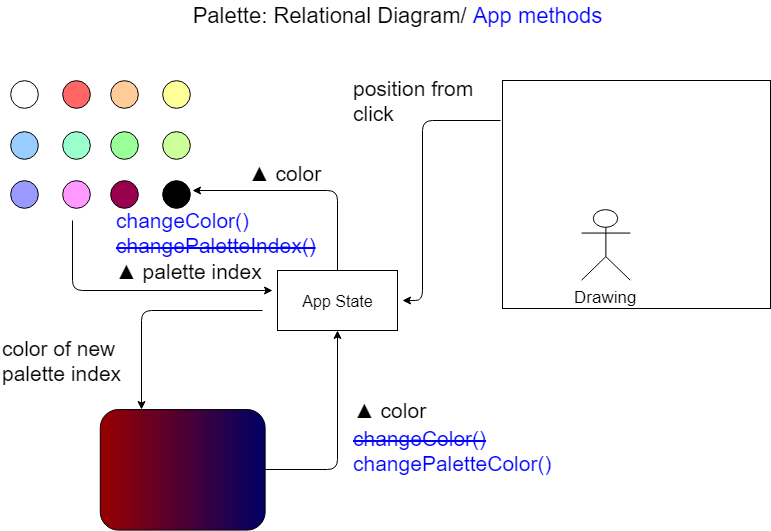 Palette: Relational Diagram/ App methods
position from
click
▲ color
changeColor()
changePaletteIndex()
▲ palette index
App State
Drawing
color of new
palette index
▲ color
changeColor()
changePaletteColor()